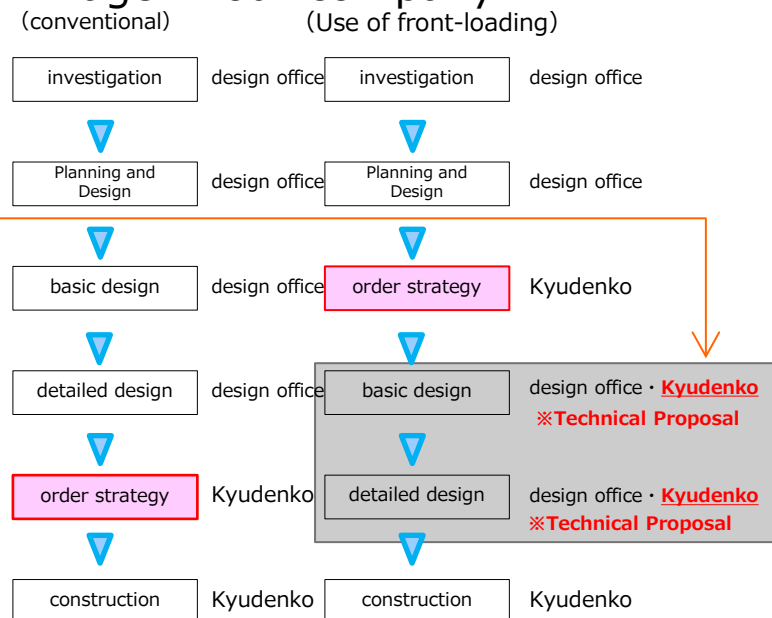 (conventional)
(Use of front-loading)
investigation
design office
investigation
design office
Planning and
Design
design office
Planning and
Design
design office
basic design
design office
order strategy
Kyudenko
detailed design
design office
basic design
design office・Kyudenko
※Technical Proposal
order strategy
Kyudenko
detailed design
design office・Kyudenko
※Technical Proposal
construction
Kyudenko
construction
Kyudenko